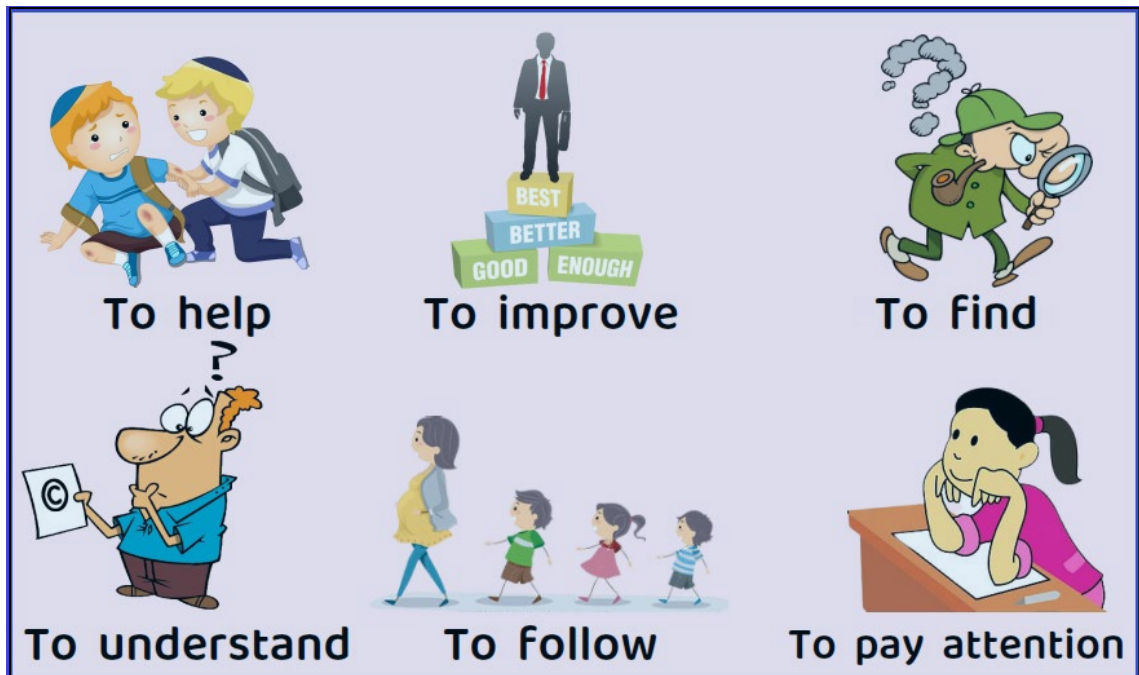 ?
BEST
BETTER
GOOD ENOUGH
To help
To improve
To find
?
©
To understand
To follow
To pay attention